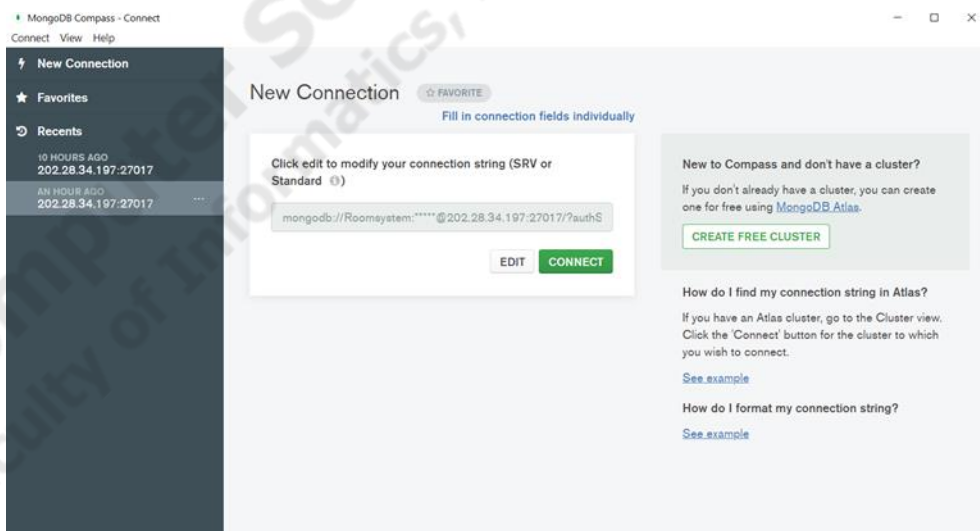 MongoDB Compass - Connect
Connect View Help
New Connection
Favorites
Recents
10 HOURS AGO
202.28.34.197:27017
AN HOUR AGO
202.28.34.197:27017
...
New Connection
☆ FAVORITE
Fill in connection fields individually
Click edit to modify your connection string (SRV or
Standard ⓘ)
mongodb://Roomsystem:*****@202.28.34.197:27017/?authS
EDIT
CONNECT
New to Compass and don't have a cluster?
If you don't already have a cluster, you can create
one for free using MongoDB Atlas.
CREATE FREE CLUSTER
How do I find my connection string in Atlas?
If you have an Atlas cluster, go to the Cluster view.
Click the 'Connect' button for the cluster to which
you wish to connect.
See example
How do I format my connection string?
See example
omputer Sc
culty of Informatics,